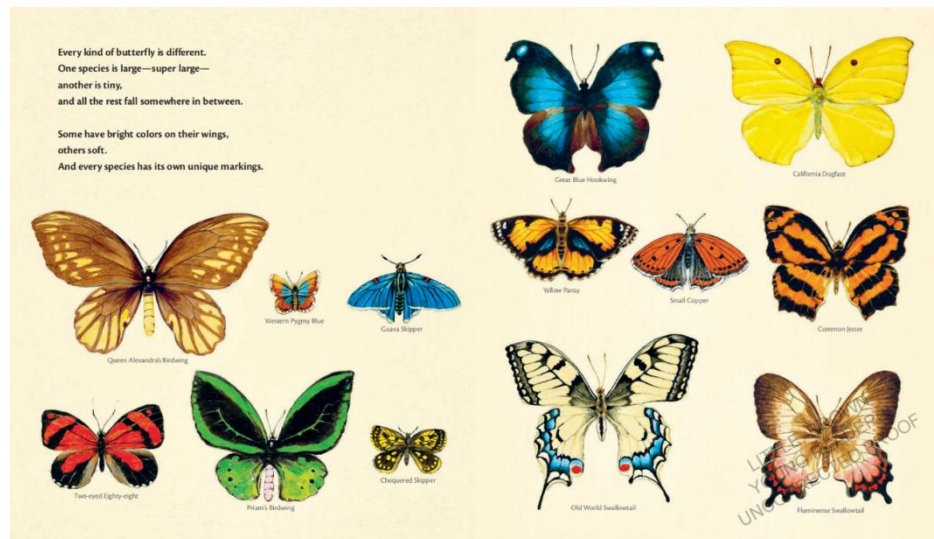 Every kind of butterfly is different.
One species is large—super large—
another is tiny,
and all the rest fall somewhere in between.
Some have bright colors on their wings,
others soft.
And every species has its own unique markings.
Queen Alexandra's Birdwing
Western Pygmy Blue
Guava Skipper
Two-eyed Eighty-eight
Priam's Birdwing
Chequered Skipper
Great Blue Hookwing
California Dogface
Yellow Pansy
Small Copper
Common Jester
Old World Swallowtail
Fluminense Swallowtail